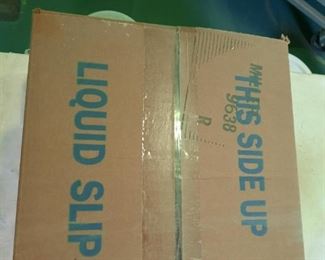 LIQUID SLIP
THIS SIDE UP
9638
R